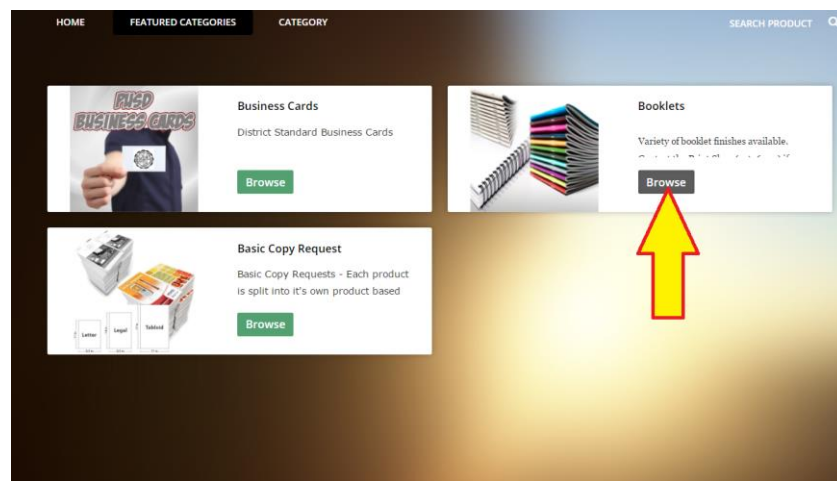 HOME FEATURED CATEGORIES CATEGORY SEARCH PRODUCT
PUSD
BUSINESS CARDS
Business Cards
District Standard Business Cards
Browse
Booklets
Variety of booklet finishes available.
Browse
Basic Copy Request
Basic Copy Requests - Each product
is split into it's own product based
Browse
Letter
Legal
Tabloid